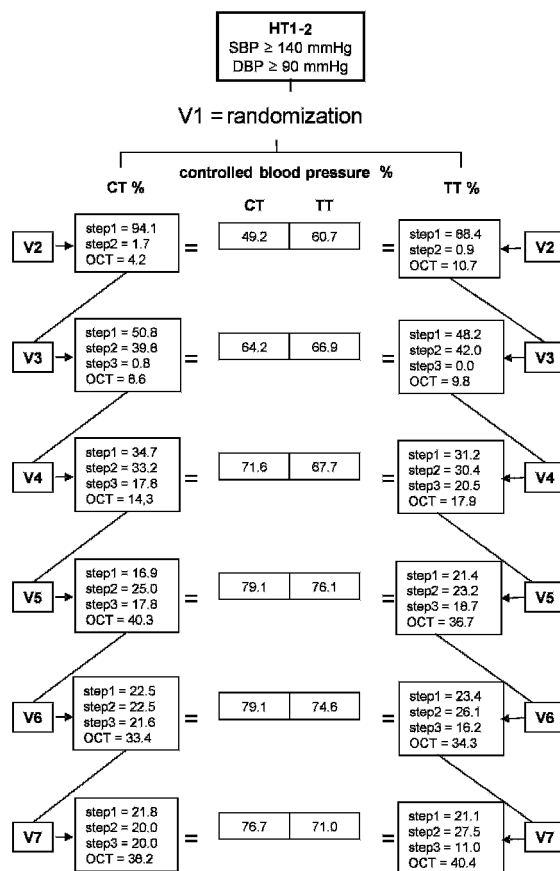 HT1-2
SBP ≥ 140 mmHg
DBP ≥ 90 mmHg
V1 = randomization
controlled blood pressure %
CT %
TT %
CT TT
V2
step1 = 94.1
step2 = 1.7
OCT = 4.2
=
49.2 60.7
=
step1 = 88.4
step2 = 0.9
OCT = 10.7
V2
V3
step1 = 50.8
step2 = 39.8
step3 = 0.8
OCT = 8.6
=
64.2 66.9
=
step1 = 48.2
step2 = 42.0
step3 = 0.0
OCT = 9.8
V3
V4
step1 = 34.7
step2 = 33.2
step3 = 17.8
OCT = 14,3
=
71.6 67.7
=
step1 = 31.2
step2 = 30.4
step3 = 20.5
OCT = 17.9
V4
V5
step1 = 16.9
step2 = 25.0
step3 = 17.8
OCT = 40.3
=
79.1 76.1
=
step1 = 21.4
step2 = 23.2
step3 = 18.7
OCT = 36.7
V5
V6
step1 = 22.5
step2 = 22.5
step3 = 21.6
OCT = 33.4
=
79.1 74.6
=
step1 = 23.4
step2 = 26.1
step3 = 16.2
OCT = 34.3
V6
V7
step1 = 21.8
step2 = 20.0
step3 = 20.0
OCT = 38.2
=
76.7 71.0
=
step1 = 21.1
step2 = 27.5
step3 = 11.0
OCT = 40.4
V7